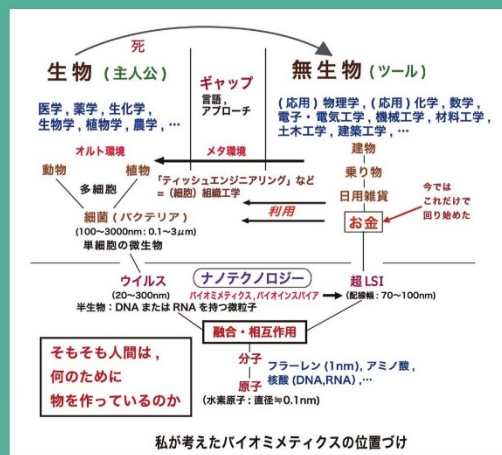 死
生物 (主人公)
ギャップ
言語,
アプローチ
無生物 (ツール)
医学, 薬学, 生化学,
生物学, 植物学, 農学, …
(応用) 物理学, (応用) 化学, 数学,
電子・電気工学, 機械工学, 材料工学,
土木工学, 建築工学, …
オルト環境
メタ環境
動物
植物
多細胞
「ティッシュエンジニアリング」など
= (細胞) 組織工学
建物
乗り物
日用雑貨
お金
今では
これだけで
回り始めた
利用
細菌 (バクテリア)
(100~3000nm : 0.1~3μm)
単細胞の微生物
ウイルス
(20~300nm)
半生物 : DNA または RNA を持つ微粒子
ナノテクノロジー
バイオミメティクス, バイオインスパイア
超LSI
(配線幅 : 70~100nm)
融合・相互作用
分子
原子
(水素原子 : 直径≒0.1nm)
フラーレン (1nm), アミノ酸,
核酸 (DNA,RNA) ,…
そもそも人間は,
何のために
物を作っているのか
私が考えたバイオミメティクスの位置づけ